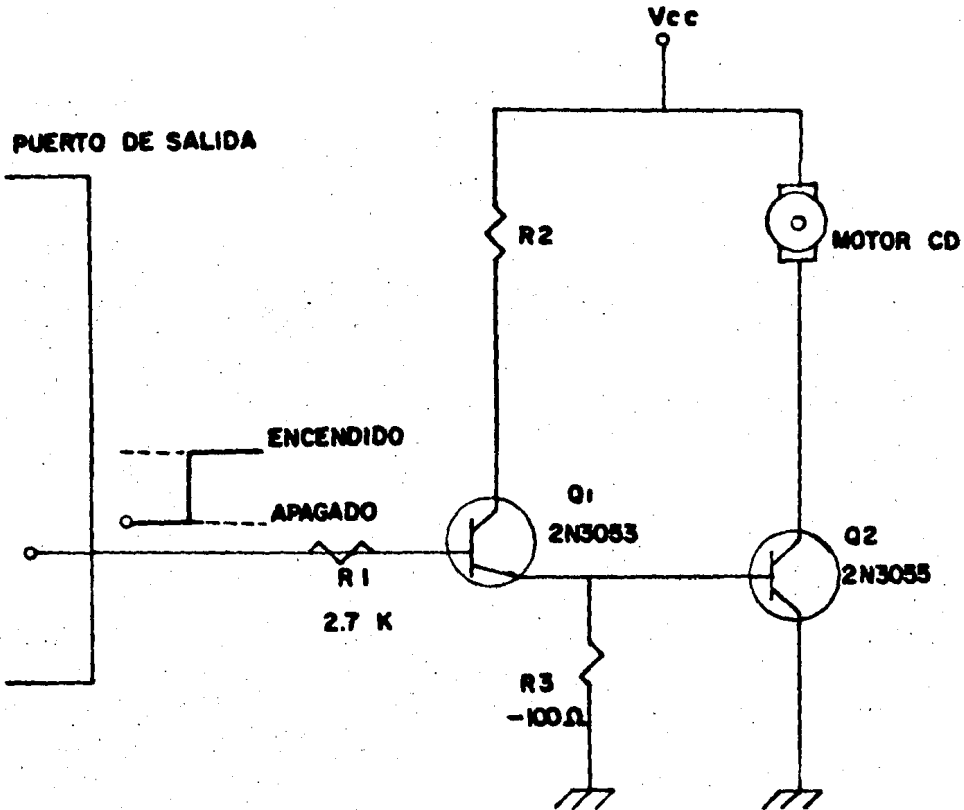 Vcc
PUERTO DE SALIDA
R2
MOTOR CD
ENCENDIDO
APAGADO
Q1
2N3053
Q2
2N3055
R1
2.7 K
R3
-100Ω